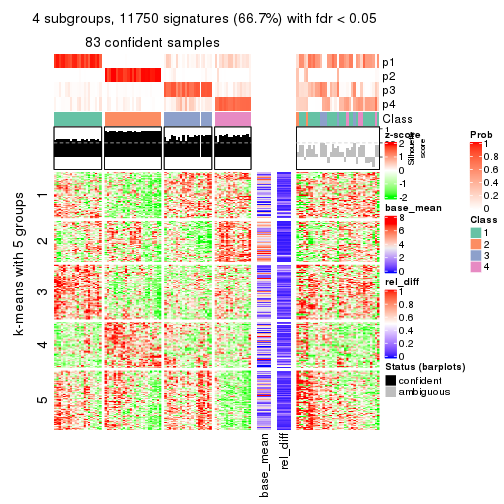 4 subgroups, 11750 signatures (66.7%) with fdr < 0.05
83 confident samples
p1
p2
p3
p4
Class
1
Silhouette
score
k-means with 5 groups
1
2
3
4
5
base_mean
rel_diff
z-score
2
1
0
-1
-2
base_mean
8
6
4
2
0
rel_diff
1
0.8
0.6
0.4
0.2
0
Status (barplots)
confident
ambiguous
Prob
1
0.8
0.6
0.4
0.2
0
Class
1
2
3
4